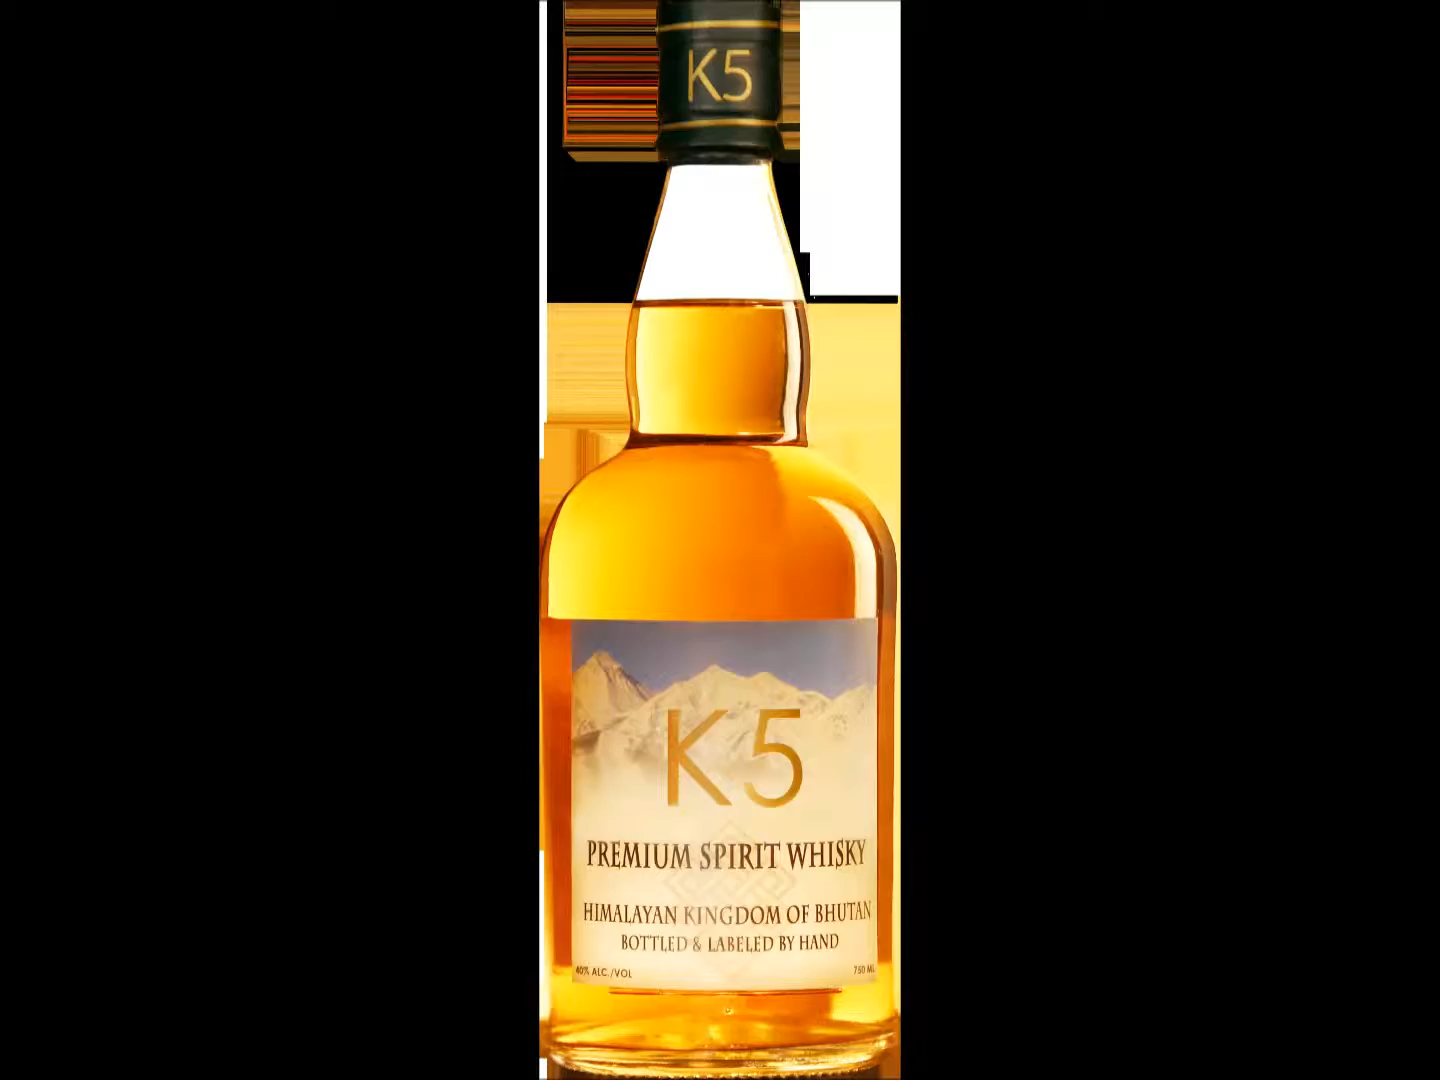 K5
K5
PREMIUM SPIRIT WHISKY
HIMALAYAN KINGDOM OF BHUTAN
BOTTLED & LABELED BY HAND
40% ALC./VOL
750 ML